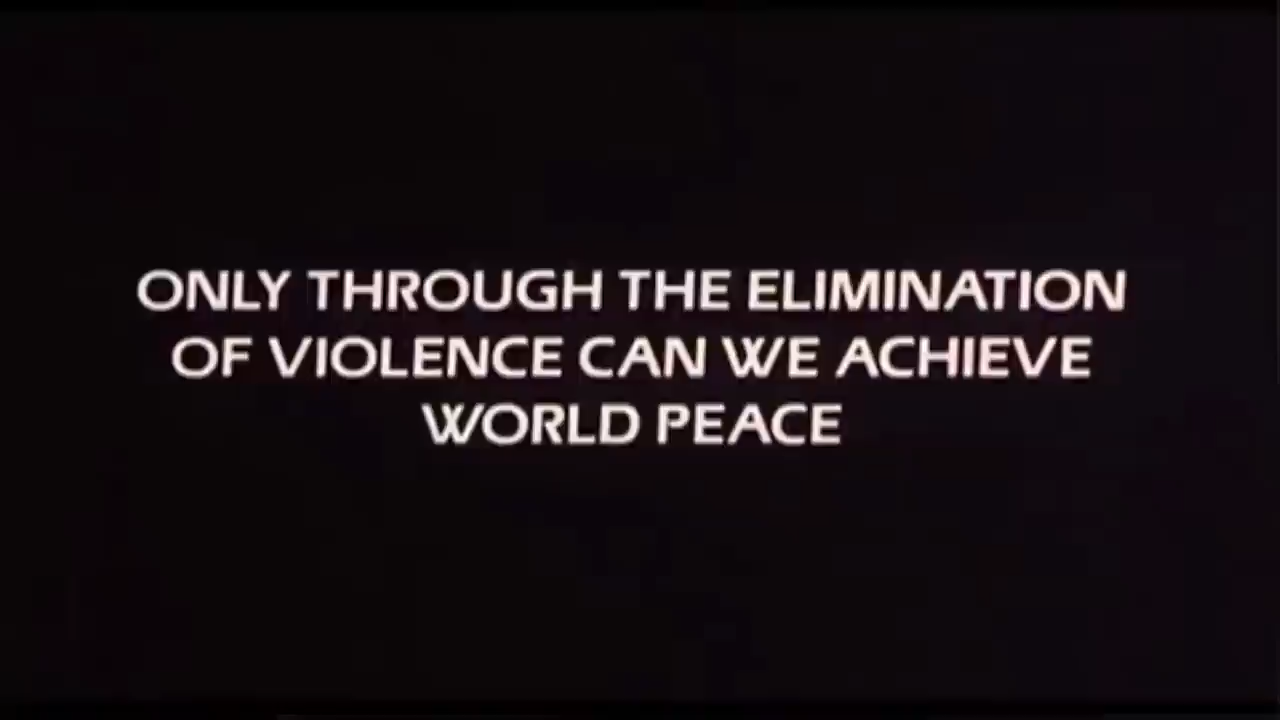 ONLY THROUGH THE ELIMINATION
OF VIOLENCE CAN WE ACHIEVE
WORLD PEACE